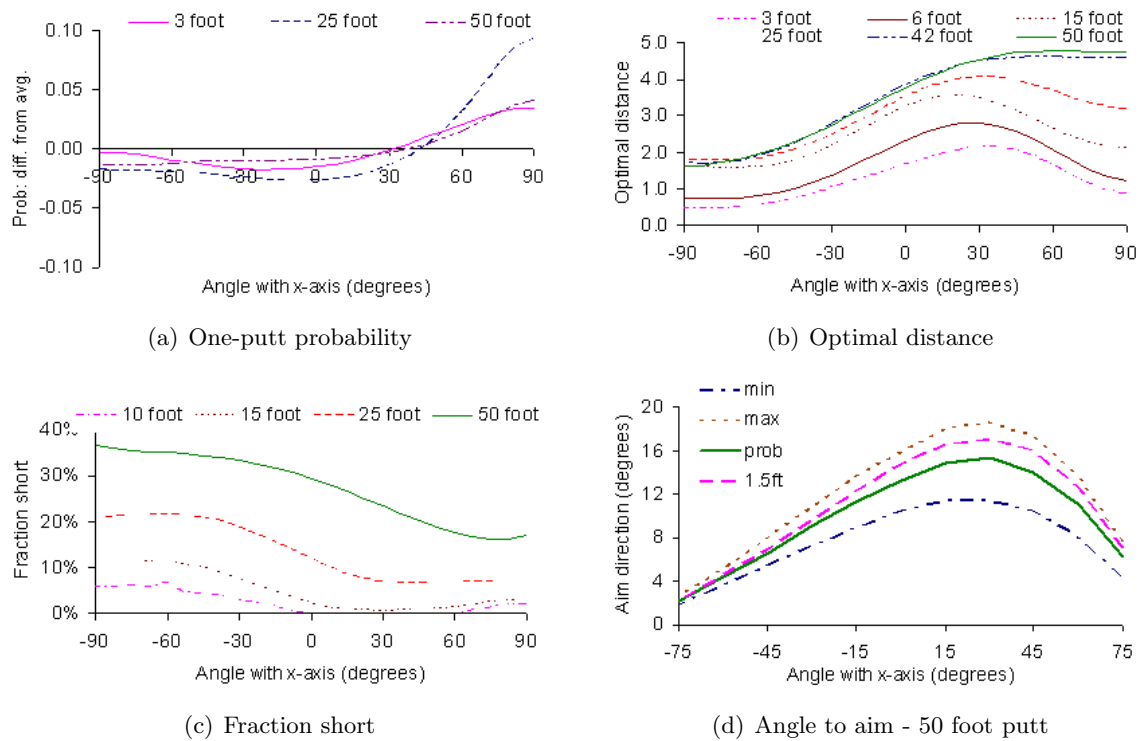 3 foot 25 foot 50 foot
0.10
0.05
0.00
-0.05
-0.10
-90 -60 -30 0 30 60 90
Prob: diff. from avg.
Angle with x-axis (degrees)
(a) One-putt probability
3 foot 6 foot 15 foot
25 foot 42 foot 50 foot
5.0
4.0
3.0
2.0
1.0
0.0
-90 -60 -30 0 30 60 90
Optimal distance
Angle with x-axis (degrees)
(b) Optimal distance
10 foot 15 foot 25 foot 50 foot
40%
30%
20%
10%
0%
-90 -60 -30 0 30 60 90
Fraction short
Angle with x-axis (degrees)
(c) Fraction short
min
max
prob
1.5ft
20
16
12
8
4
0
-75 -45 -15 15 45 75
Aim direction (degrees)
Angle with x-axis (degrees)
(d) Angle to aim - 50 foot putt